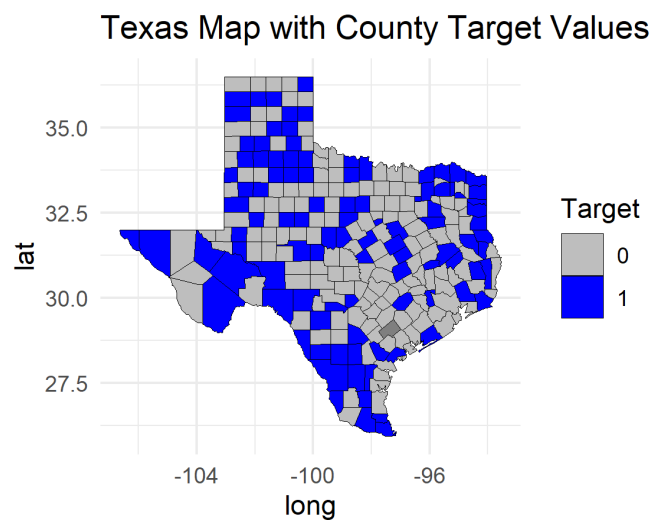 Texas Map with County Target Values
35.0
32.5
30.0
27.5
lat
-104
-100
-96
long
Target
0
1